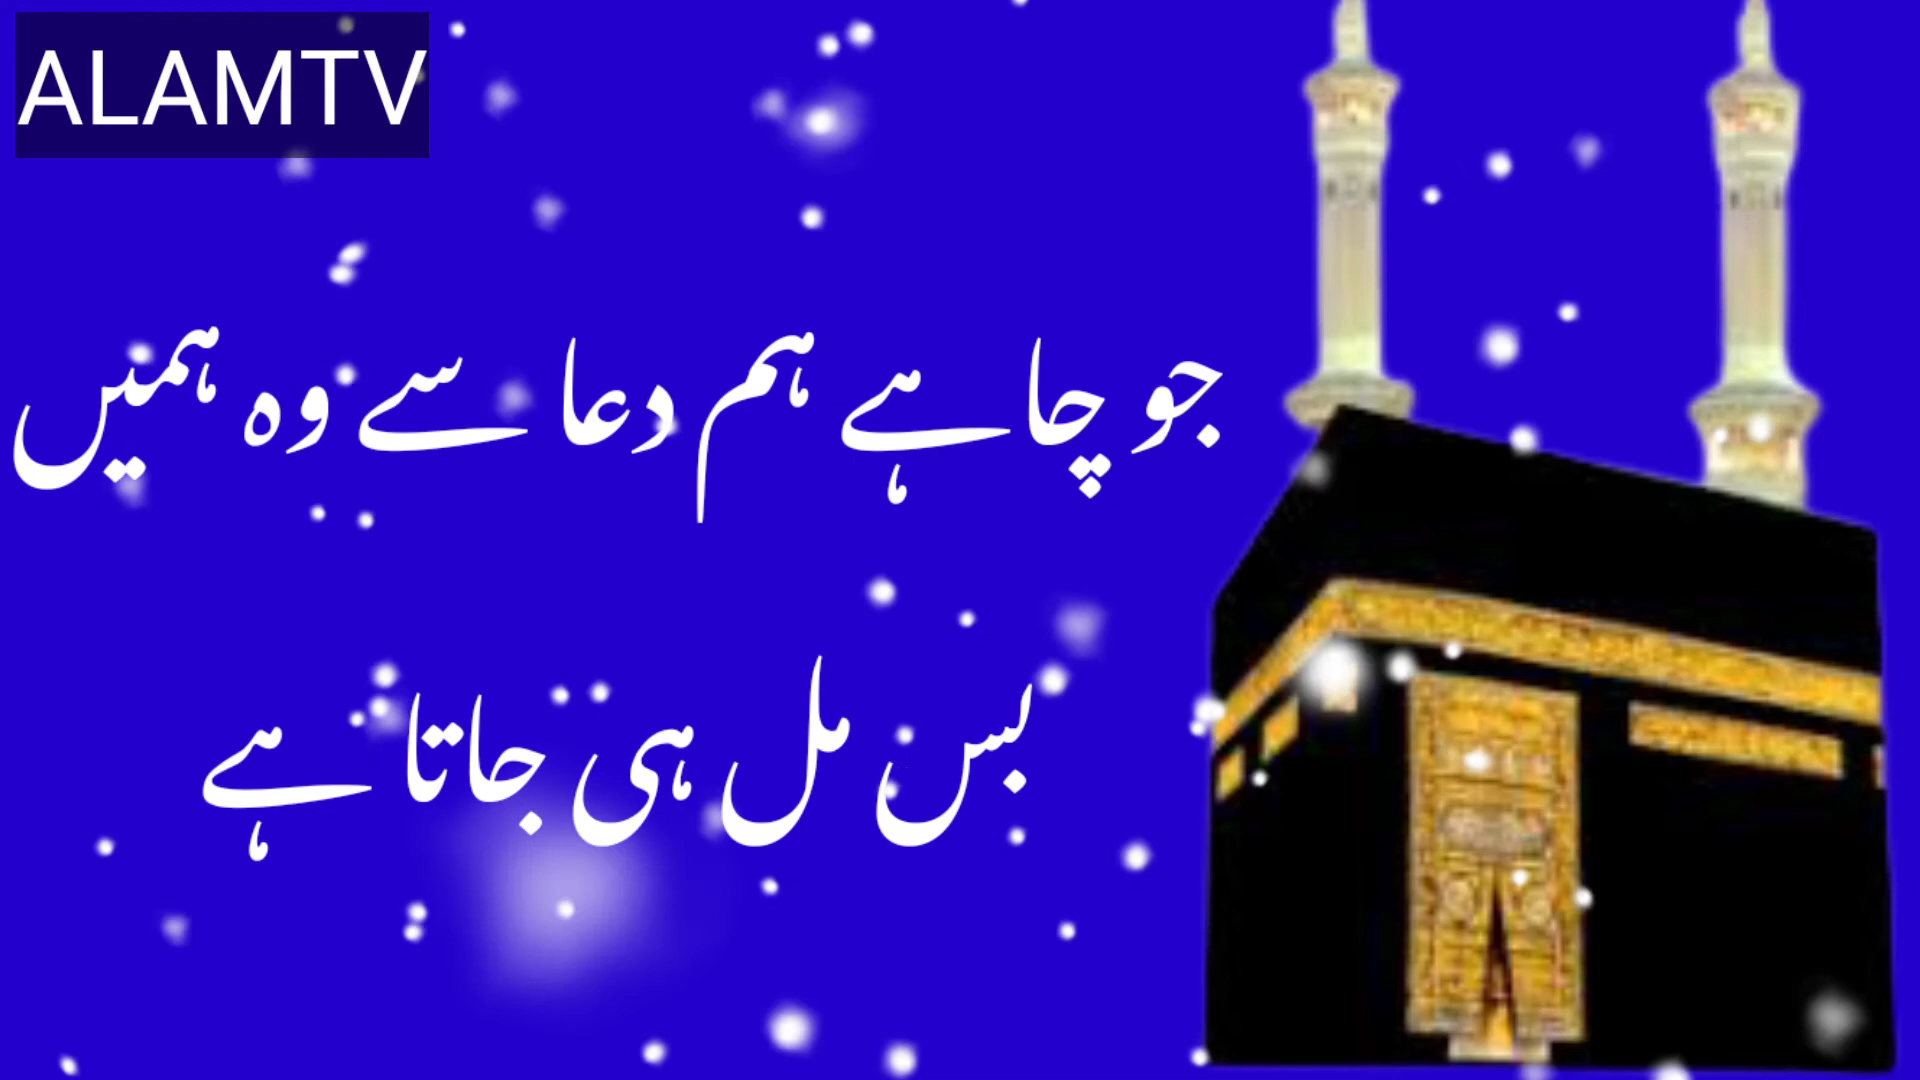 ALAMTV
جو چاہے ہم دعا سے وہ ہمیں
بس مل ہی جاتا ہے